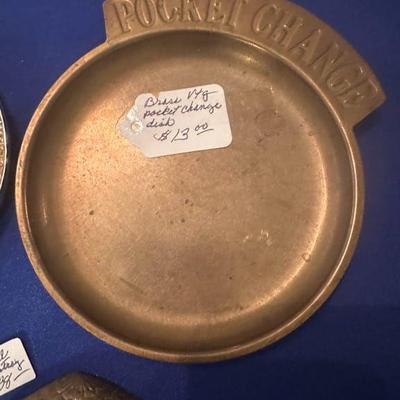 POCKET CHANGE
Brass Vtg
pocket change
dish
$13.00